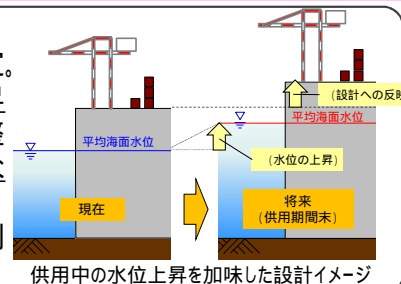 (設計への反映
平均海面水位
平均海面水位
(水位の上昇)
現在
将来
(供用期間末)
供用中の水位上昇を加味した設計イメージ